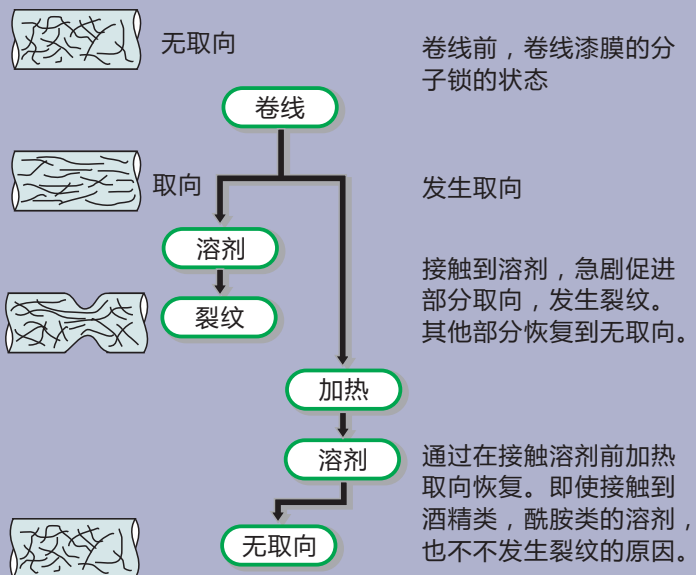 无取向
卷线前，卷线漆膜的分
子锁的状态
卷线
取向
发生取向
溶剂
裂纹
接触到溶剂，急剧促进
部分取向，发生裂纹。
其他部分恢复到无取向。
加热
溶剂
无取向
通过在接触溶剂前加热
取向恢复。即使接触到
酒精类，酰胺类的溶剂，
也不不发生裂纹的原因。